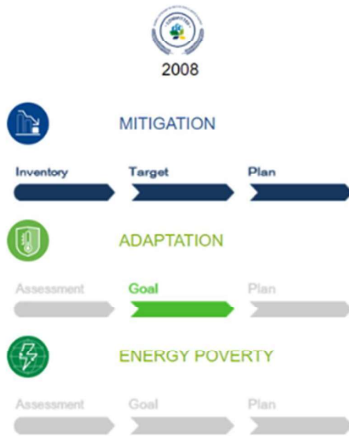 2008
MITIGATION
Inventory Target Plan
ADAPTATION
Assessment Goal Plan
ENERGY POVERTY
Assessment Goal Plan